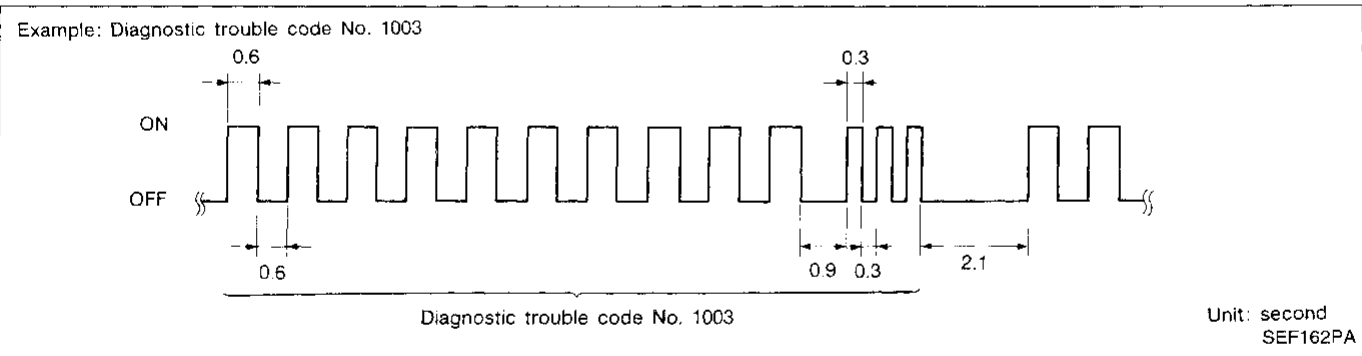 Example: Diagnostic trouble code No. 1003
0.6
0.3
ON
OFF
0.6
0.9
0.3
2.1
Diagnostic trouble code No. 1003
Unit: second
SEF162PA